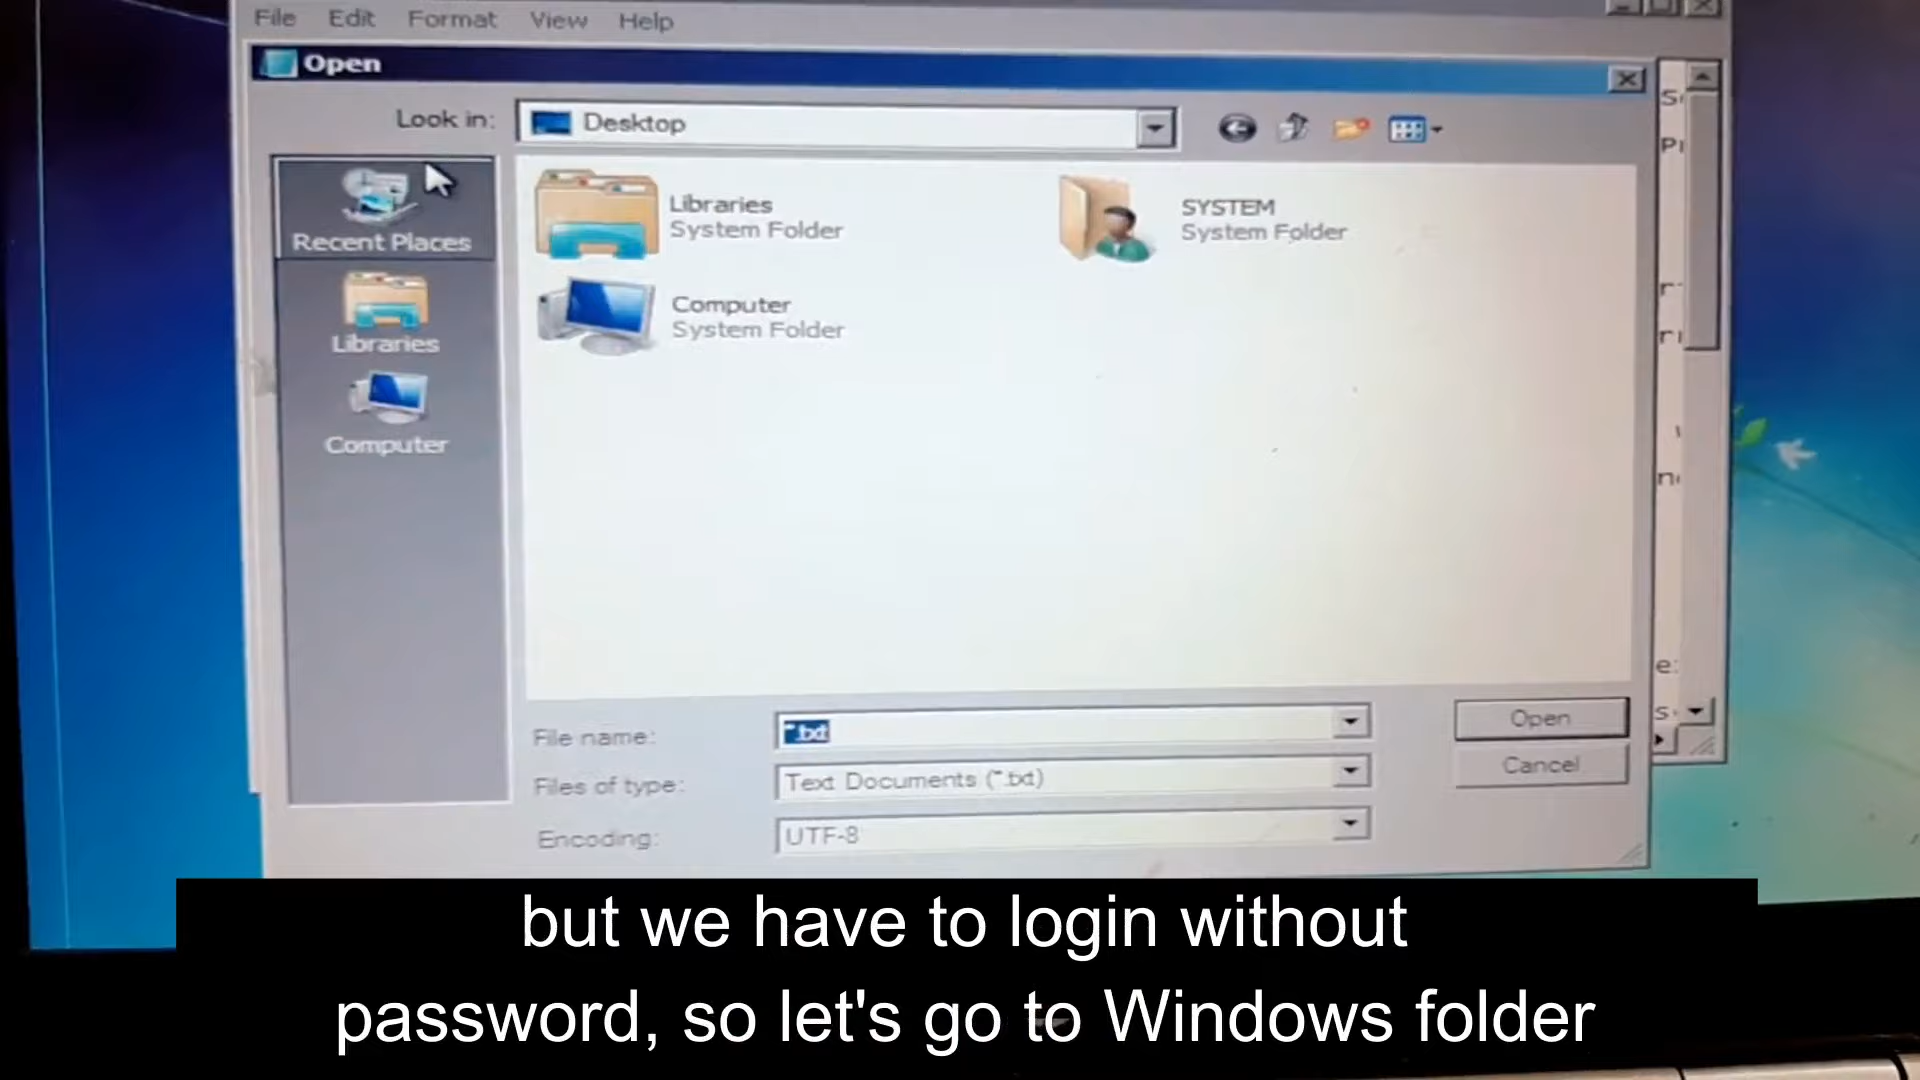 File Edit Format View Help
Open
Look in: Desktop
Recent Places
Libraries
Computer
Libraries
System Folder
SYSTEM
System Folder
Computer
System Folder
File name: *.txt
Files of type: Text Documents (*.txt)
Encoding: UTF-8
Open
Cancel
but we have to login without
password, so let's go to Windows folder